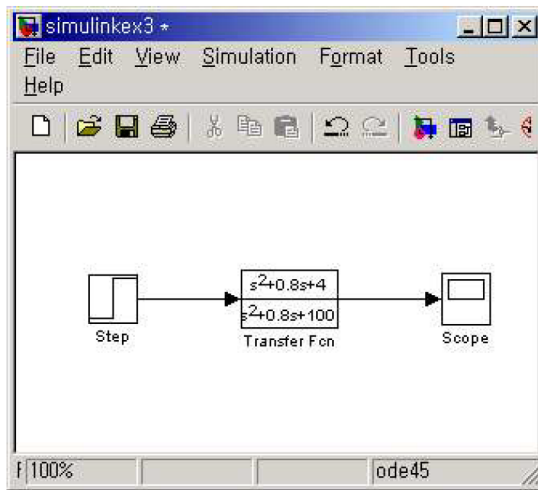 simulinkex3 *
File Edit View Simulation Format Tools
Help
s2+0.8s+4
s2+0.8s+100
Step
Transfer Fcn
Scope
100%
ode45